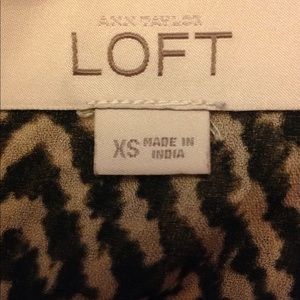 ANN TAYLOR
LOFT
XS MADE IN
INDIA